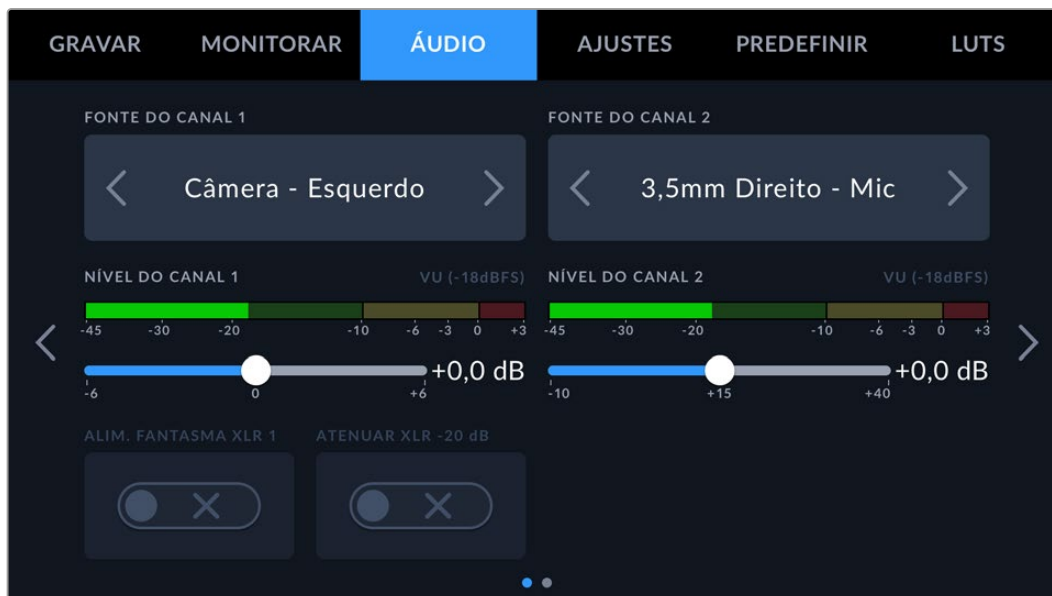 GRAVAR MONITORAR ÁUDIO AJUSTES PREDEFINIR LUTS
FONTE DO CANAL 1 FONTE DO CANAL 2
Câmera - Esquerdo 3,5mm Direito - Mic
NÍVEL DO CANAL 1 VU (-18dBFS) NÍVEL DO CANAL 2 VU (-18dBFS)
-45 -30 -20 -10 -6 -3 0 +3 -45 -30 -20 -10 -6 -3 0 +3
+0,0 dB +0,0 dB
-6 0 +6 -10 +15 +40
ALIM. FANTASMA XLR 1 ATENUAR XLR -20 dB